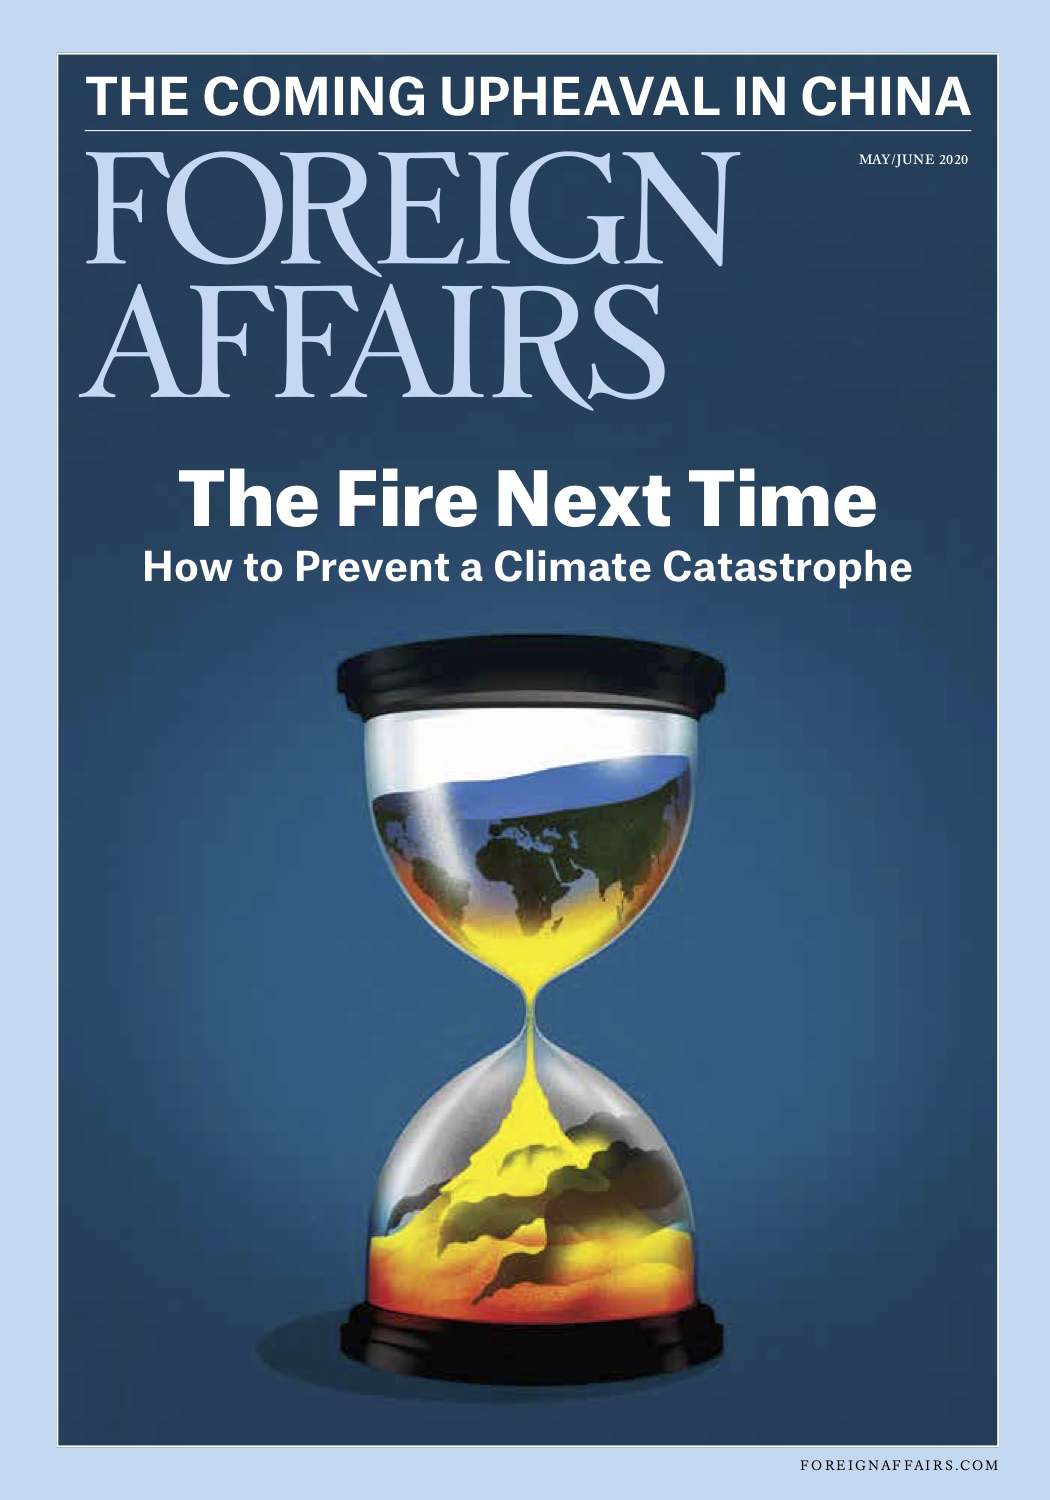 THE COMING UPHEAVAL IN CHINA
MAY/JUNE 2020
FOREIGN
AFFAIRS
The Fire Next Time
How to Prevent a Climate Catastrophe
FOREIGNAFFAIRS.COM